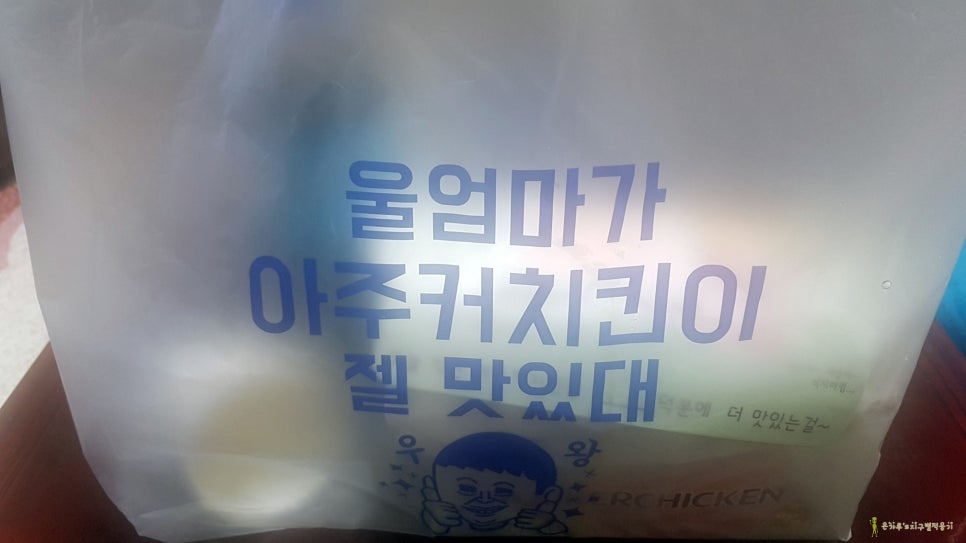 울엄마가
아주커치킨이
젤 맛있대
덕분에 더 맛있는걸~
우 왕
RCHICKEN